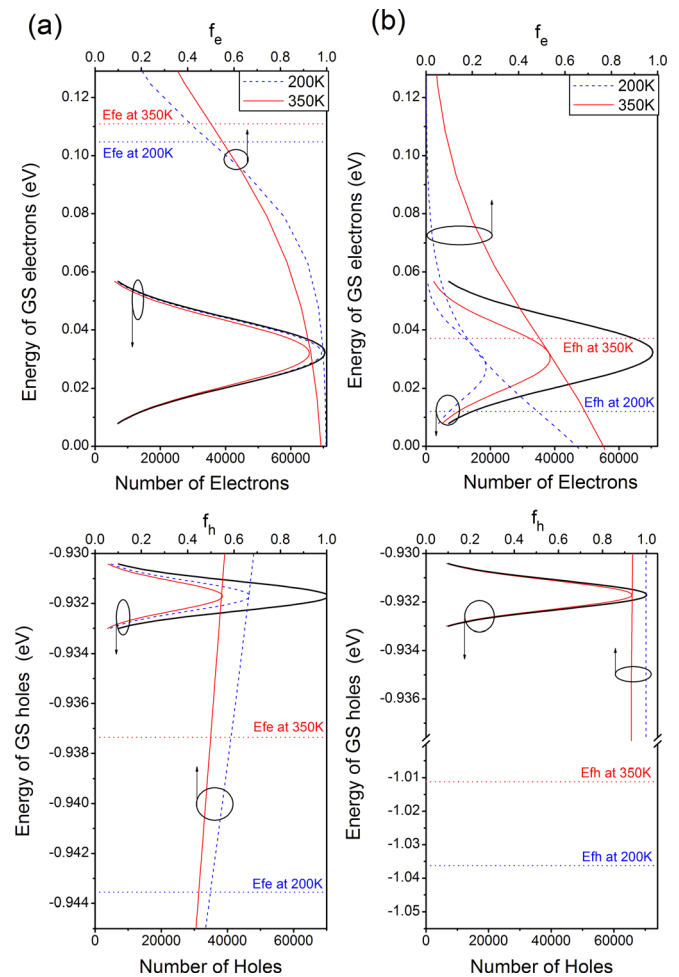 (a)
f_e
0.0 0.2 0.4 0.6 0.8 1.0
200K
350K
Efe at 350K
Efe at 200K
0.12
0.10
0.08
0.06
0.04
0.02
0.00
Energy of GS electrons (eV)
0 20000 40000 60000
Number of Electrons
(b)
f_e
0.0 0.2 0.4 0.6 0.8 1.0
200K
350K
0.12
0.10
0.08
0.06
0.04
0.02
0.00
Energy of GS electrons (eV)
Efh at 350K
Efh at 200K
0 20000 40000 60000
Number of Electrons
f_h
0.0 0.2 0.4 0.6 0.8 1.0
-0.930
-0.932
-0.934
-0.936
-0.938
-0.940
-0.942
-0.944
Energy of GS holes (eV)
Efe at 350K
Efe at 200K
0 20000 40000 60000
Number of Holes
f_h
0.0 0.2 0.4 0.6 0.8 1.0
-0.930
-0.932
-0.934
-0.936
-1.01
-1.02
-1.03
-1.04
-1.05
Energy of GS holes (eV)
Efh at 350K
Efh at 200K
0 20000 40000 60000
Number of Holes